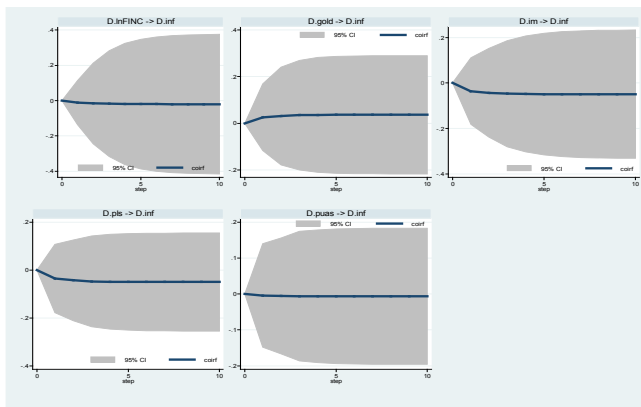 D.lnFINC -> D.inf
.4
.2
0
-.2
-.4
0
5
10
step
95% CI
coirf
D.gold -> D.inf
.4
.2
0
-.2
0
5
10
step
95% CI
coirf
D.im -> D.inf
.2
0
-.2
-.4
0
5
10
step
95% CI
coirf
D.pls -> D.inf
.2
0
-.2
-.4
0
5
10
step
95% CI
coirf
D.puas -> D.inf
.2
.1
0
-.1
-.2
0
5
10
step
95% CI
coirf